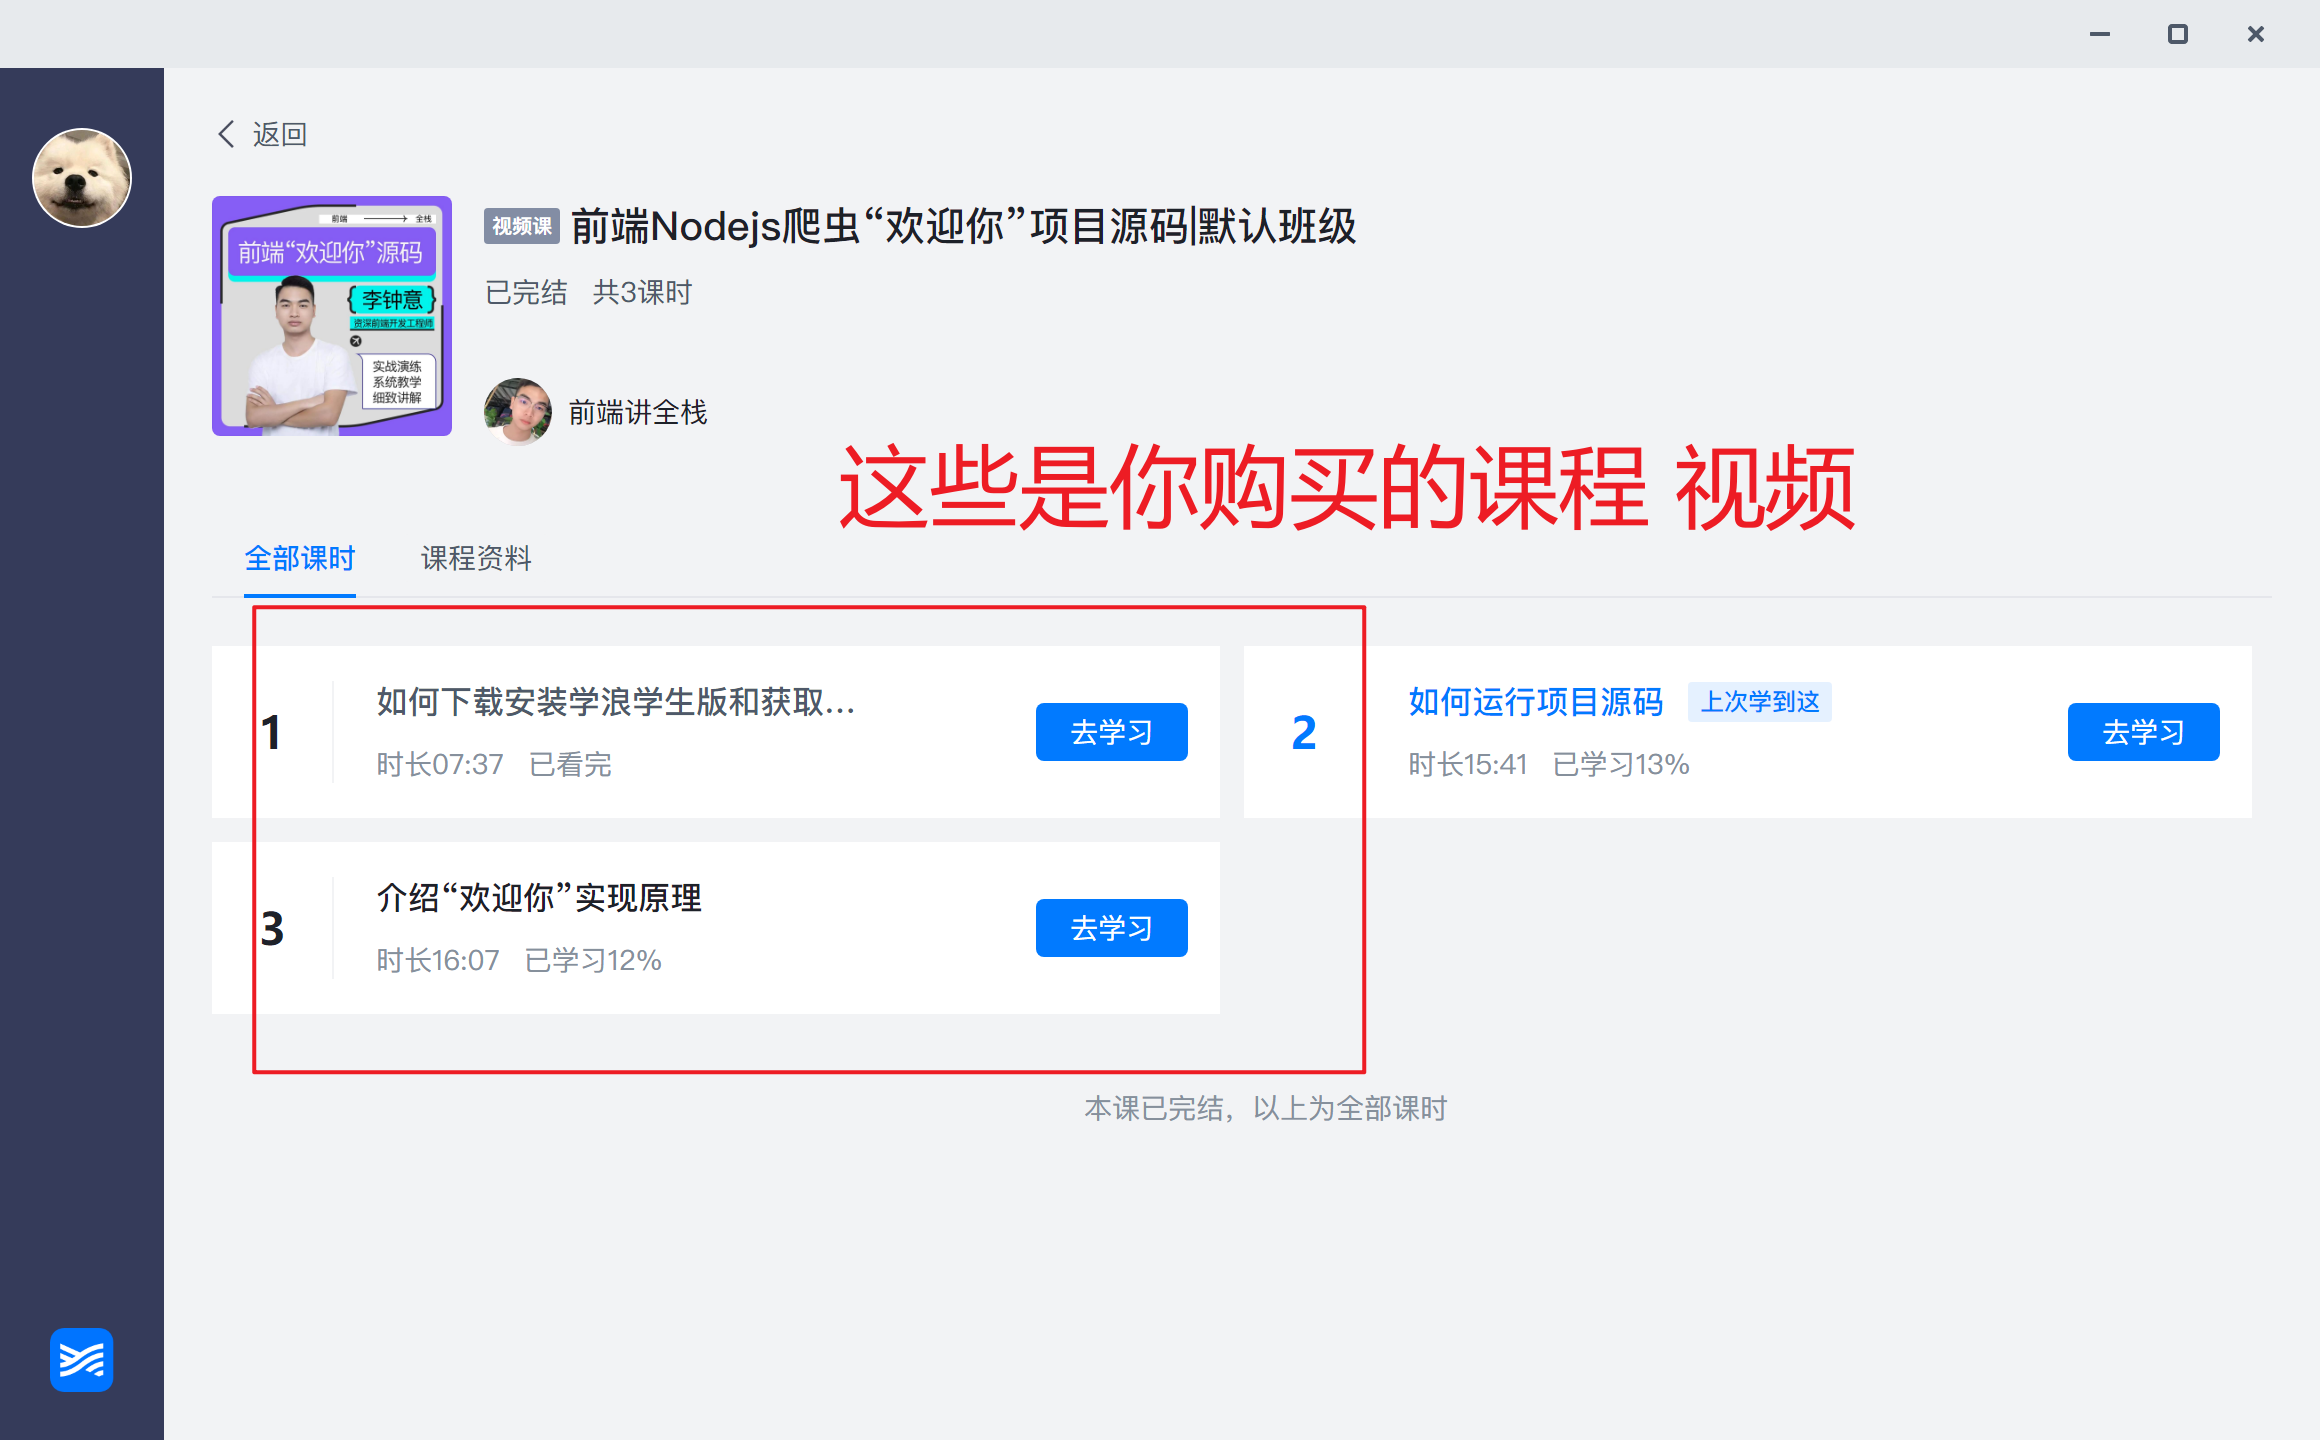 返回
前端 全栈
前端“欢迎你”源码
李钟意
资深前端开发工程师
实战演练
系统教学
细致讲解
视频课 前端Nodejs爬虫“欢迎你”项目源码|默认班级
已完结 共3课时
前端讲全栈
这些是你购买的课程 视频
全部课时 课程资料
1 如何下载安装学浪学生版和获取...
时长07:37 已看完
去学习
2 如何运行项目源码 上次学到这
时长15:41 已学习13%
去学习
3 介绍“欢迎你”实现原理
时长16:07 已学习12%
去学习
本课已完结，以上为全部课时